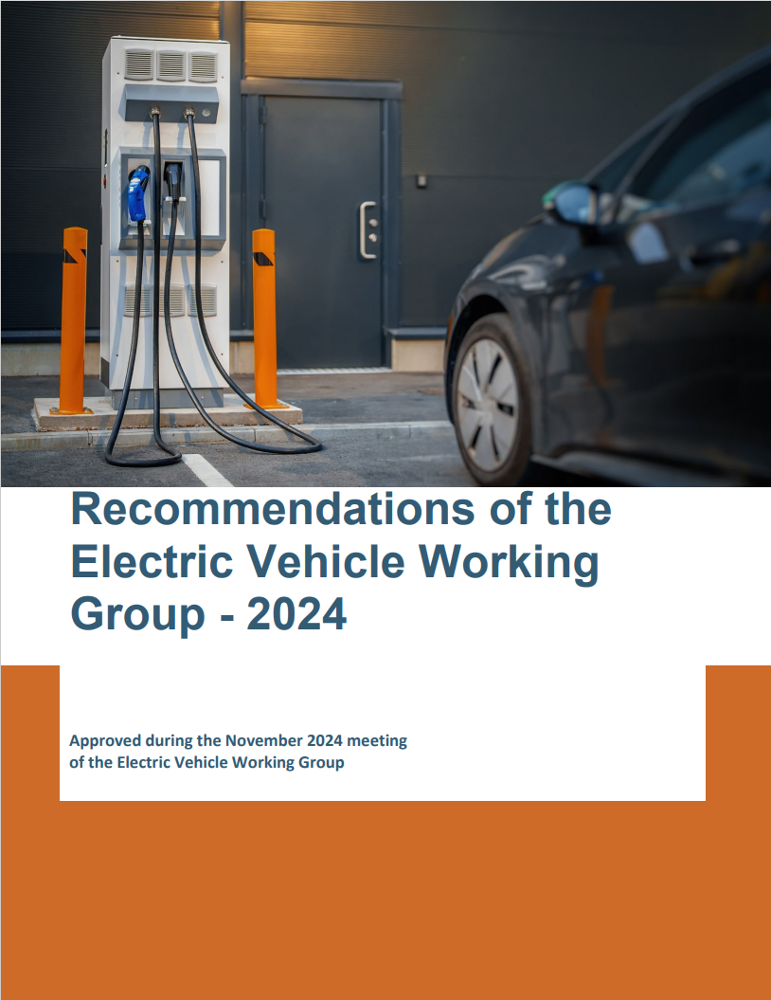 Recommendations of the
Electric Vehicle Working
Group - 2024
Approved during the November 2024 meeting
of the Electric Vehicle Working Group